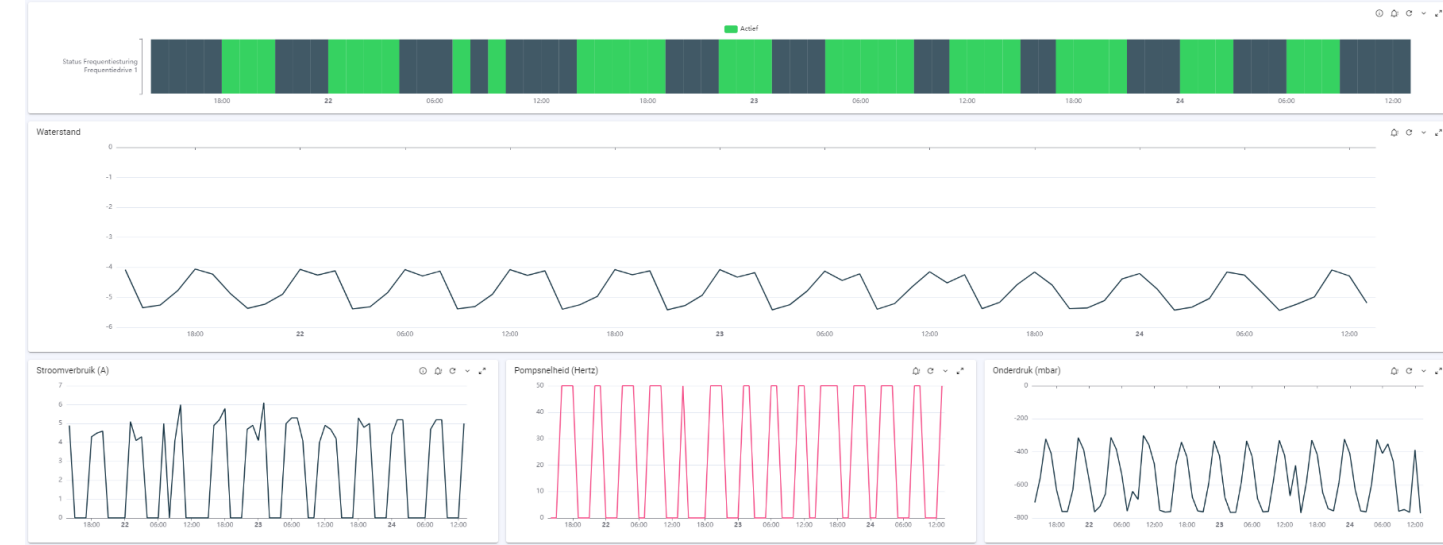 Actief
Status Frequentiesturing
Frequentiedrive 1
18:00 22 06:00 12:00 18:00 23 06:00 12:00 18:00 24 06:00 12:00
Waterstand
0
-1
-2
-3
-4
-5
-6
18:00 22 06:00 12:00 18:00 23 06:00 12:00 18:00 24 06:00 12:00
Stroomverbruik (A)
7
6
5
4
3
2
1
0
18:00 22 06:00 12:00 18:00 23 06:00 12:00 18:00 24 06:00 12:00
Pompsnelheid (Hertz)
50
40
30
20
10
0
18:00 22 06:00 12:00 18:00 23 06:00 12:00 18:00 24 06:00 12:00
Onderdruk (mbar)
0
-200
-400
-600
-800
18:00 22 06:00 12:00 18:00 23 06:00 12:00 18:00 24 06:00 12:00